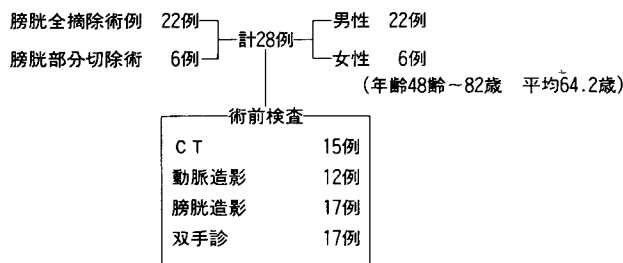 膀胱全摘除術例 22例 計28例 男性 22例
膀胱部分切除術 6例 女性 6例
(年齢48齢～82歳 平均64.2歳)
術前検査
CT 15例
動脈造影 12例
膀胱造影 17例
双手診 17例